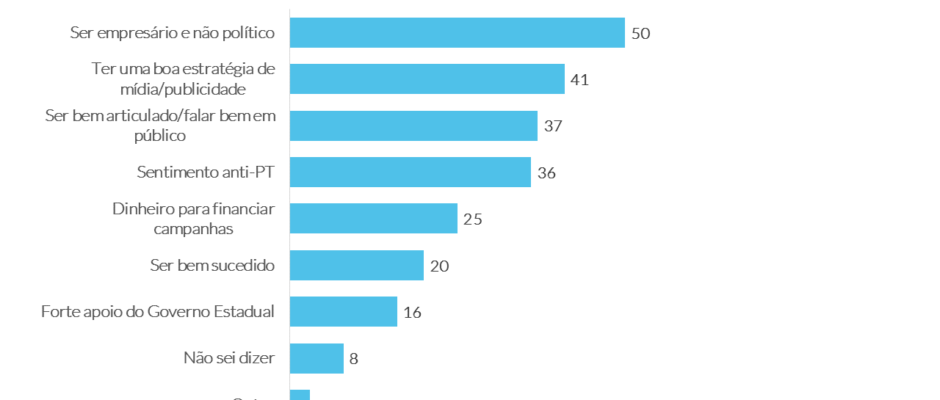 Ser empresário e não político
50
Ter uma boa estratégia de
mídia/publicidade
41
Ser bem articulado/falar bem em
público
37
Sentimento anti-PT
36
Dinheiro para financiar
campanhas
25
Ser bem sucedido
20
Forte apoio do Governo Estadual
16
Não sei dizer
8